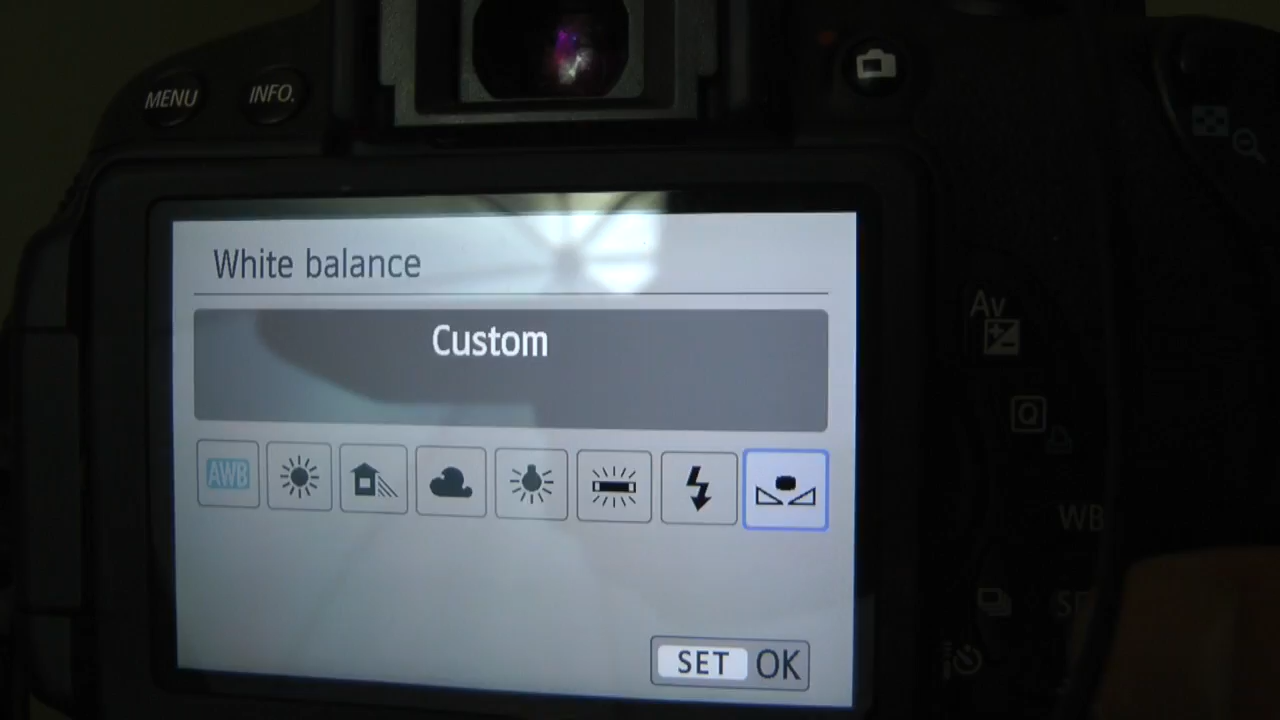 MENU INFO.
White balance
Custom
AWB
SET OK
Av
Q
WB